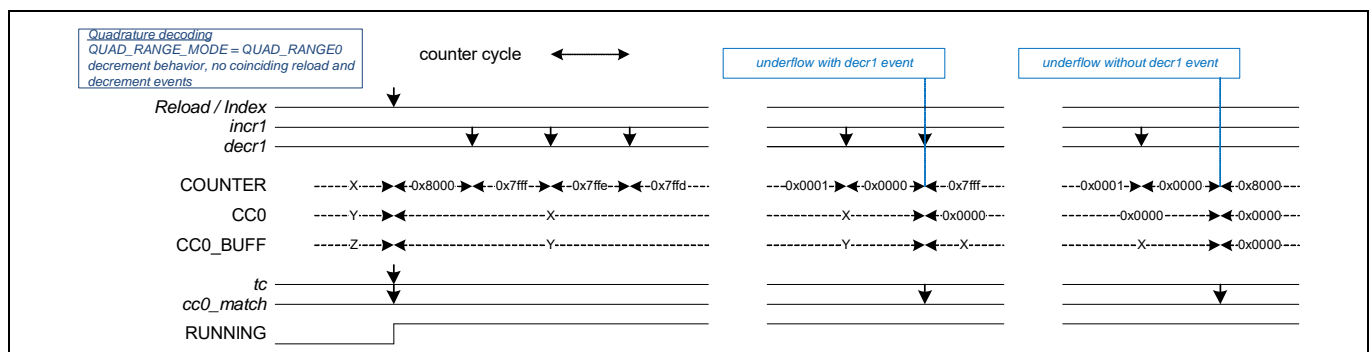 Quadrature decoding
QUAD_RANGE_MODE = QUAD_RANGE0
decrement behavior, no coinciding reload and
decrement events
counter cycle
underflow with decr1 event
underflow without decr1 event
Reload / Index
incr1
decr1
COUNTER X 0x8000 0x7fff 0x7ffe 0x7ffd 0x0001 0x0000 0x7fff 0x0001 0x0000 0x8000
CC0 Y X X 0x0000 0x0000 0x0000
CC0_BUFF Z Y Y X X 0x0000
tc
cc0_match
RUNNING